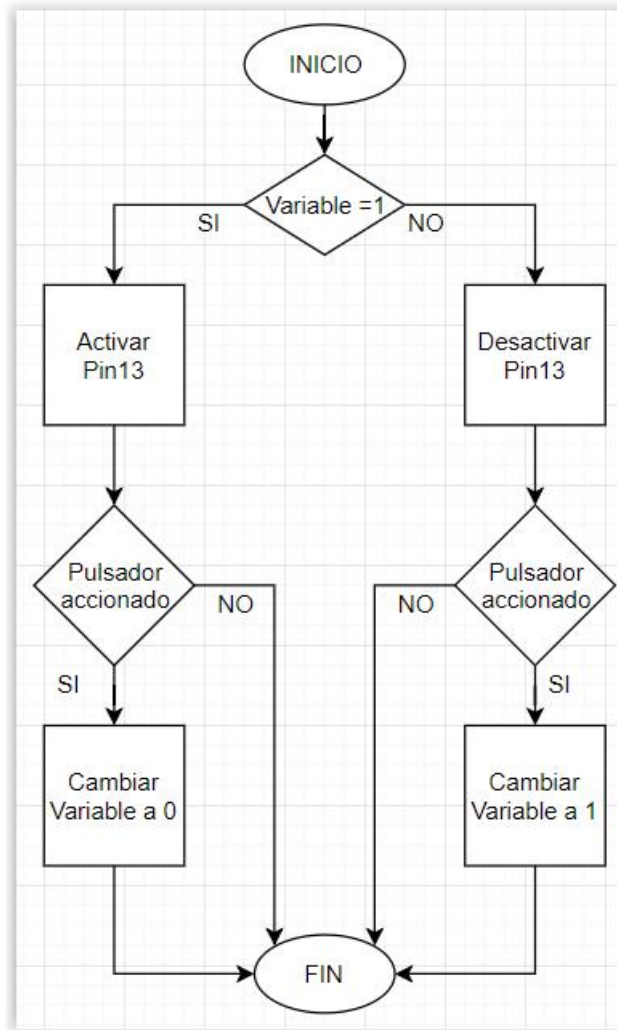 INICIO
Variable =1
SI
NO
Activar
Pin13
Desactivar
Pin13
Pulsador
accionado
NO
SI
Pulsador
accionado
NO
SI
Cambiar
Variable a 0
Cambiar
Variable a 1
FIN